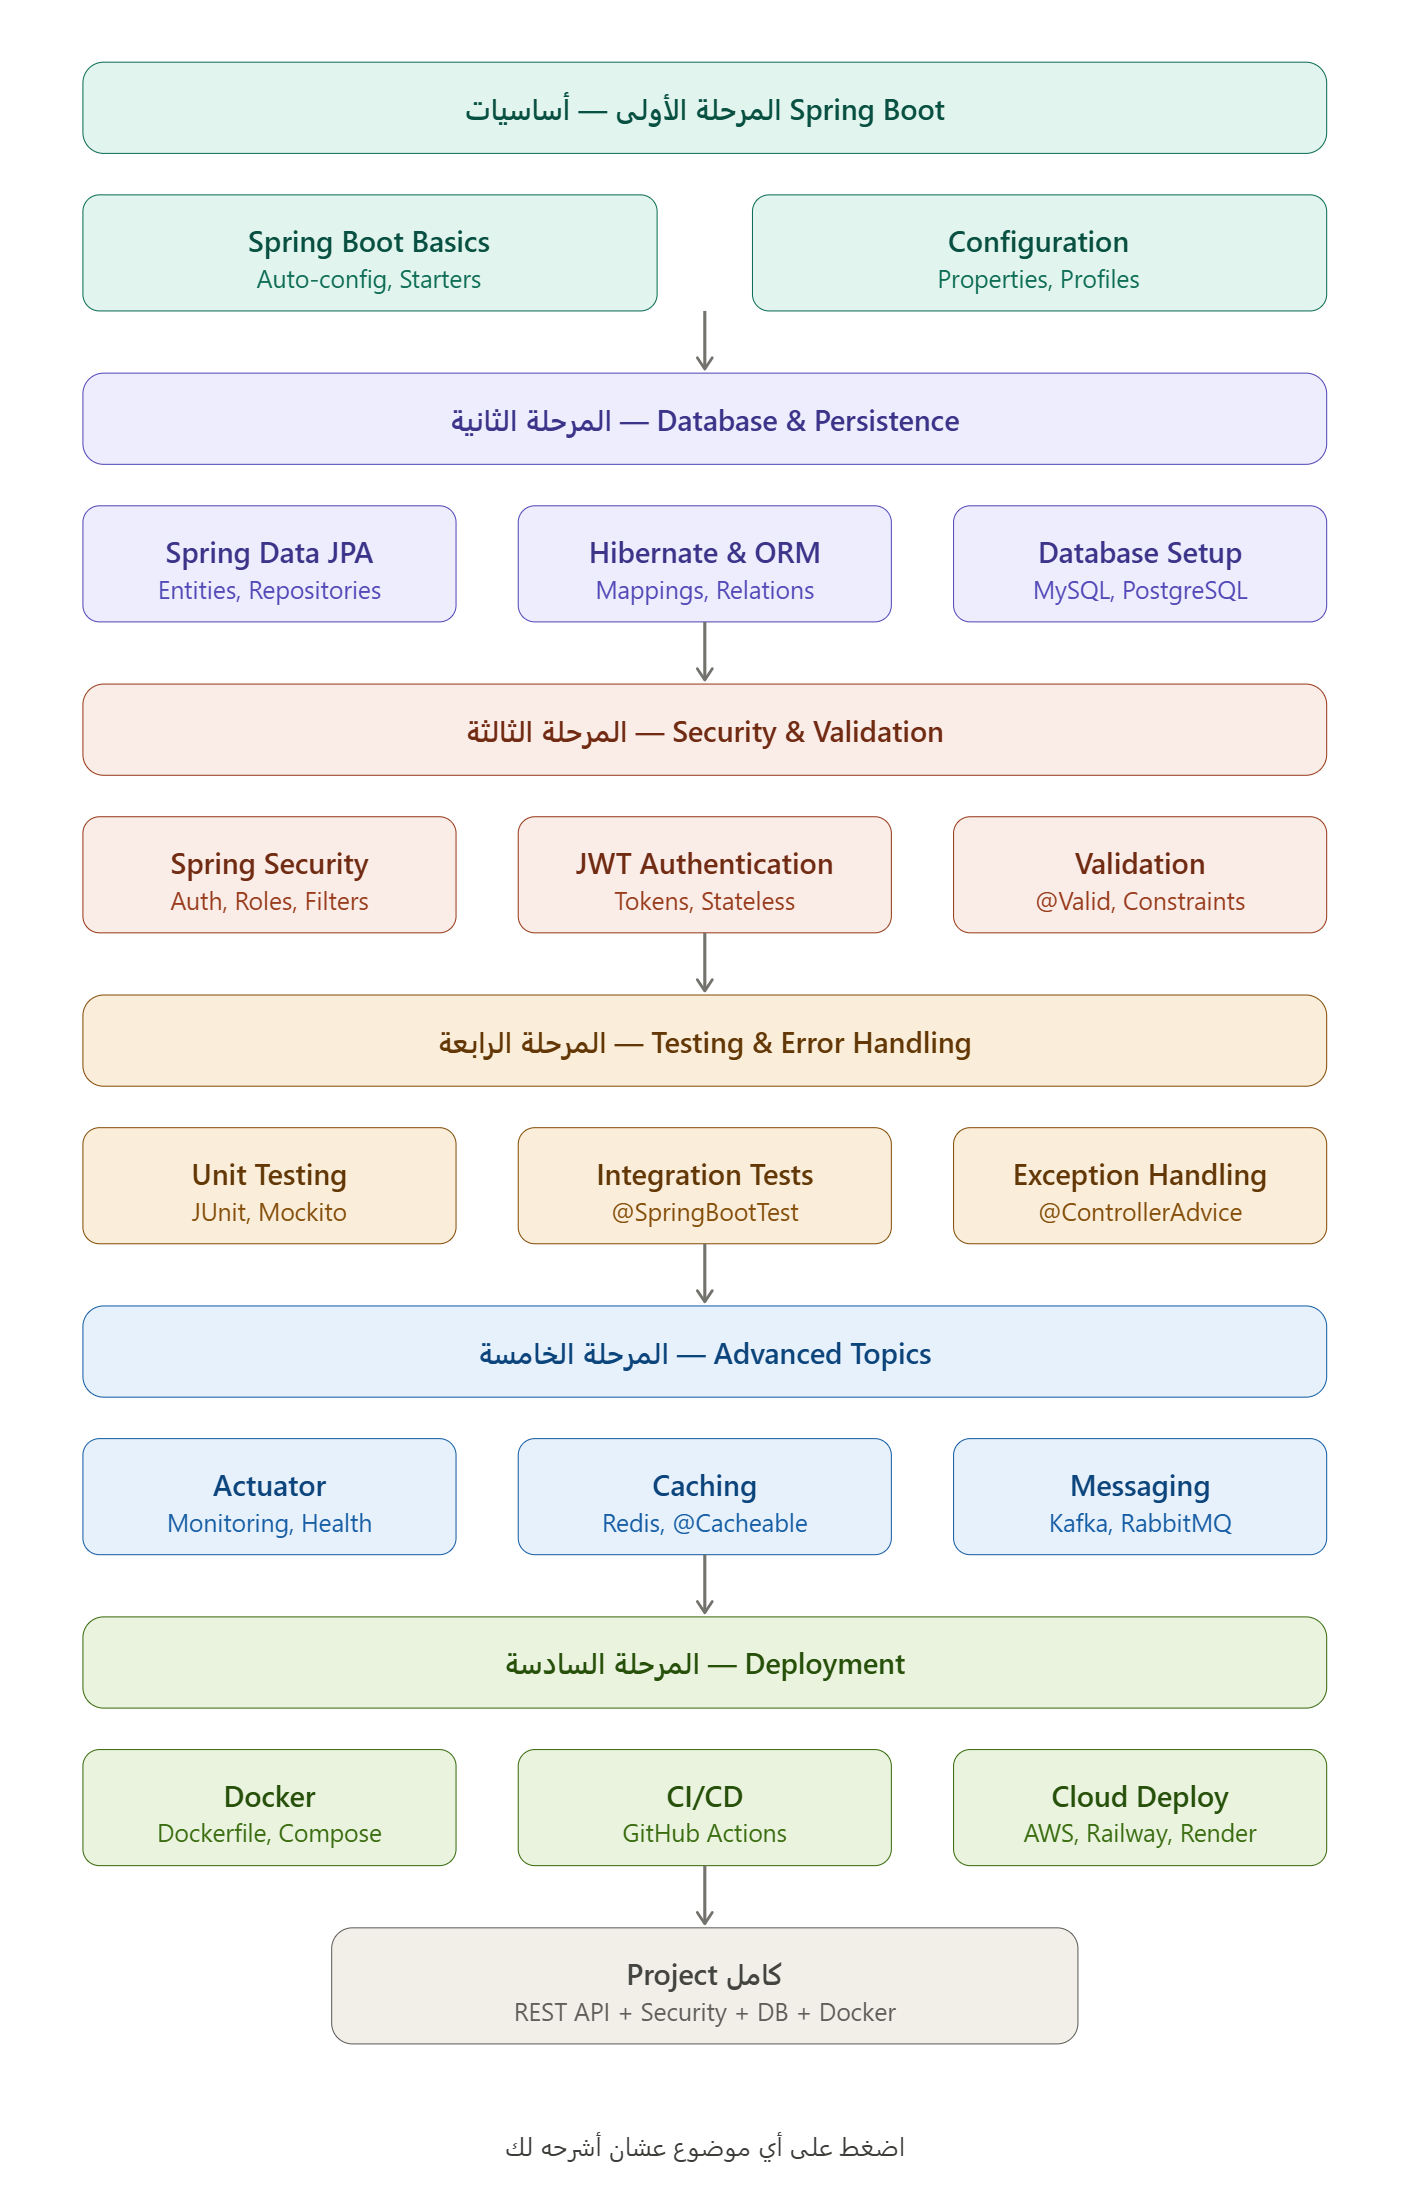 المرحلة الأولى — أساسيات Spring Boot
Spring Boot Basics
Auto-config, Starters
Configuration
Properties, Profiles
المرحلة الثانية — Database & Persistence
Spring Data JPA
Entities, Repositories
Hibernate & ORM
Mappings, Relations
Database Setup
MySQL, PostgreSQL
المرحلة الثالثة — Security & Validation
Spring Security
Auth, Roles, Filters
JWT Authentication
Tokens, Stateless
Validation
@Valid, Constraints
المرحلة الرابعة — Testing & Error Handling
Unit Testing
JUnit, Mockito
Integration Tests
@SpringBootTest
Exception Handling
@ControllerAdvice
المرحلة الخامسة — Advanced Topics
Actuator
Monitoring, Health
Caching
Redis, @Cacheable
Messaging
Kafka, RabbitMQ
المرحلة السادسة — Deployment
Docker
Dockerfile, Compose
CI/CD
GitHub Actions
Cloud Deploy
AWS, Railway, Render
Project كامل
REST API + Security + DB + Docker
اضغط على أي موضوع عشان أشرحه لك